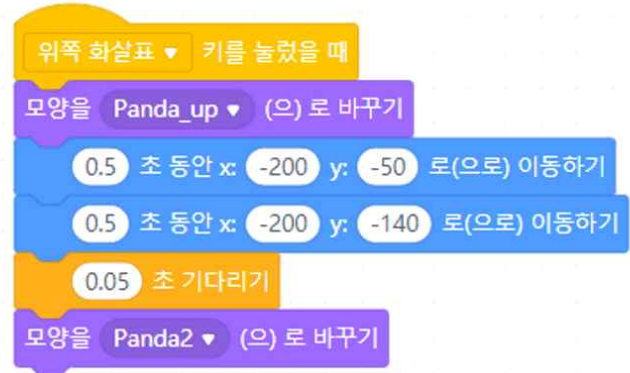 위쪽 화살표 ▼ 키를 눌렀을 때
모양을 Panda_up ▼ (으) 로 바꾸기
0.5 초 동안 x: -200 y: -50 로(으로) 이동하기
0.5 초 동안 x: -200 y: -140 로(으로) 이동하기
0.05 초 기다리기
모양을 Panda2 ▼ (으) 로 바꾸기